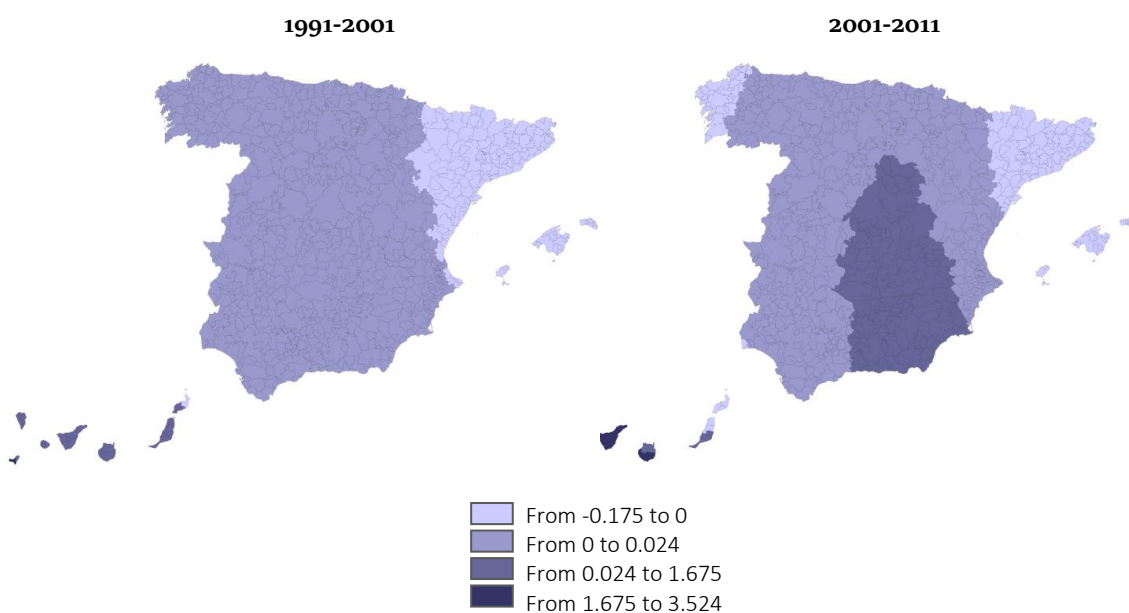 1991-2001
2001-2011
From -0.175 to 0
From 0 to 0.024
From 0.024 to 1.675
From 1.675 to 3.524